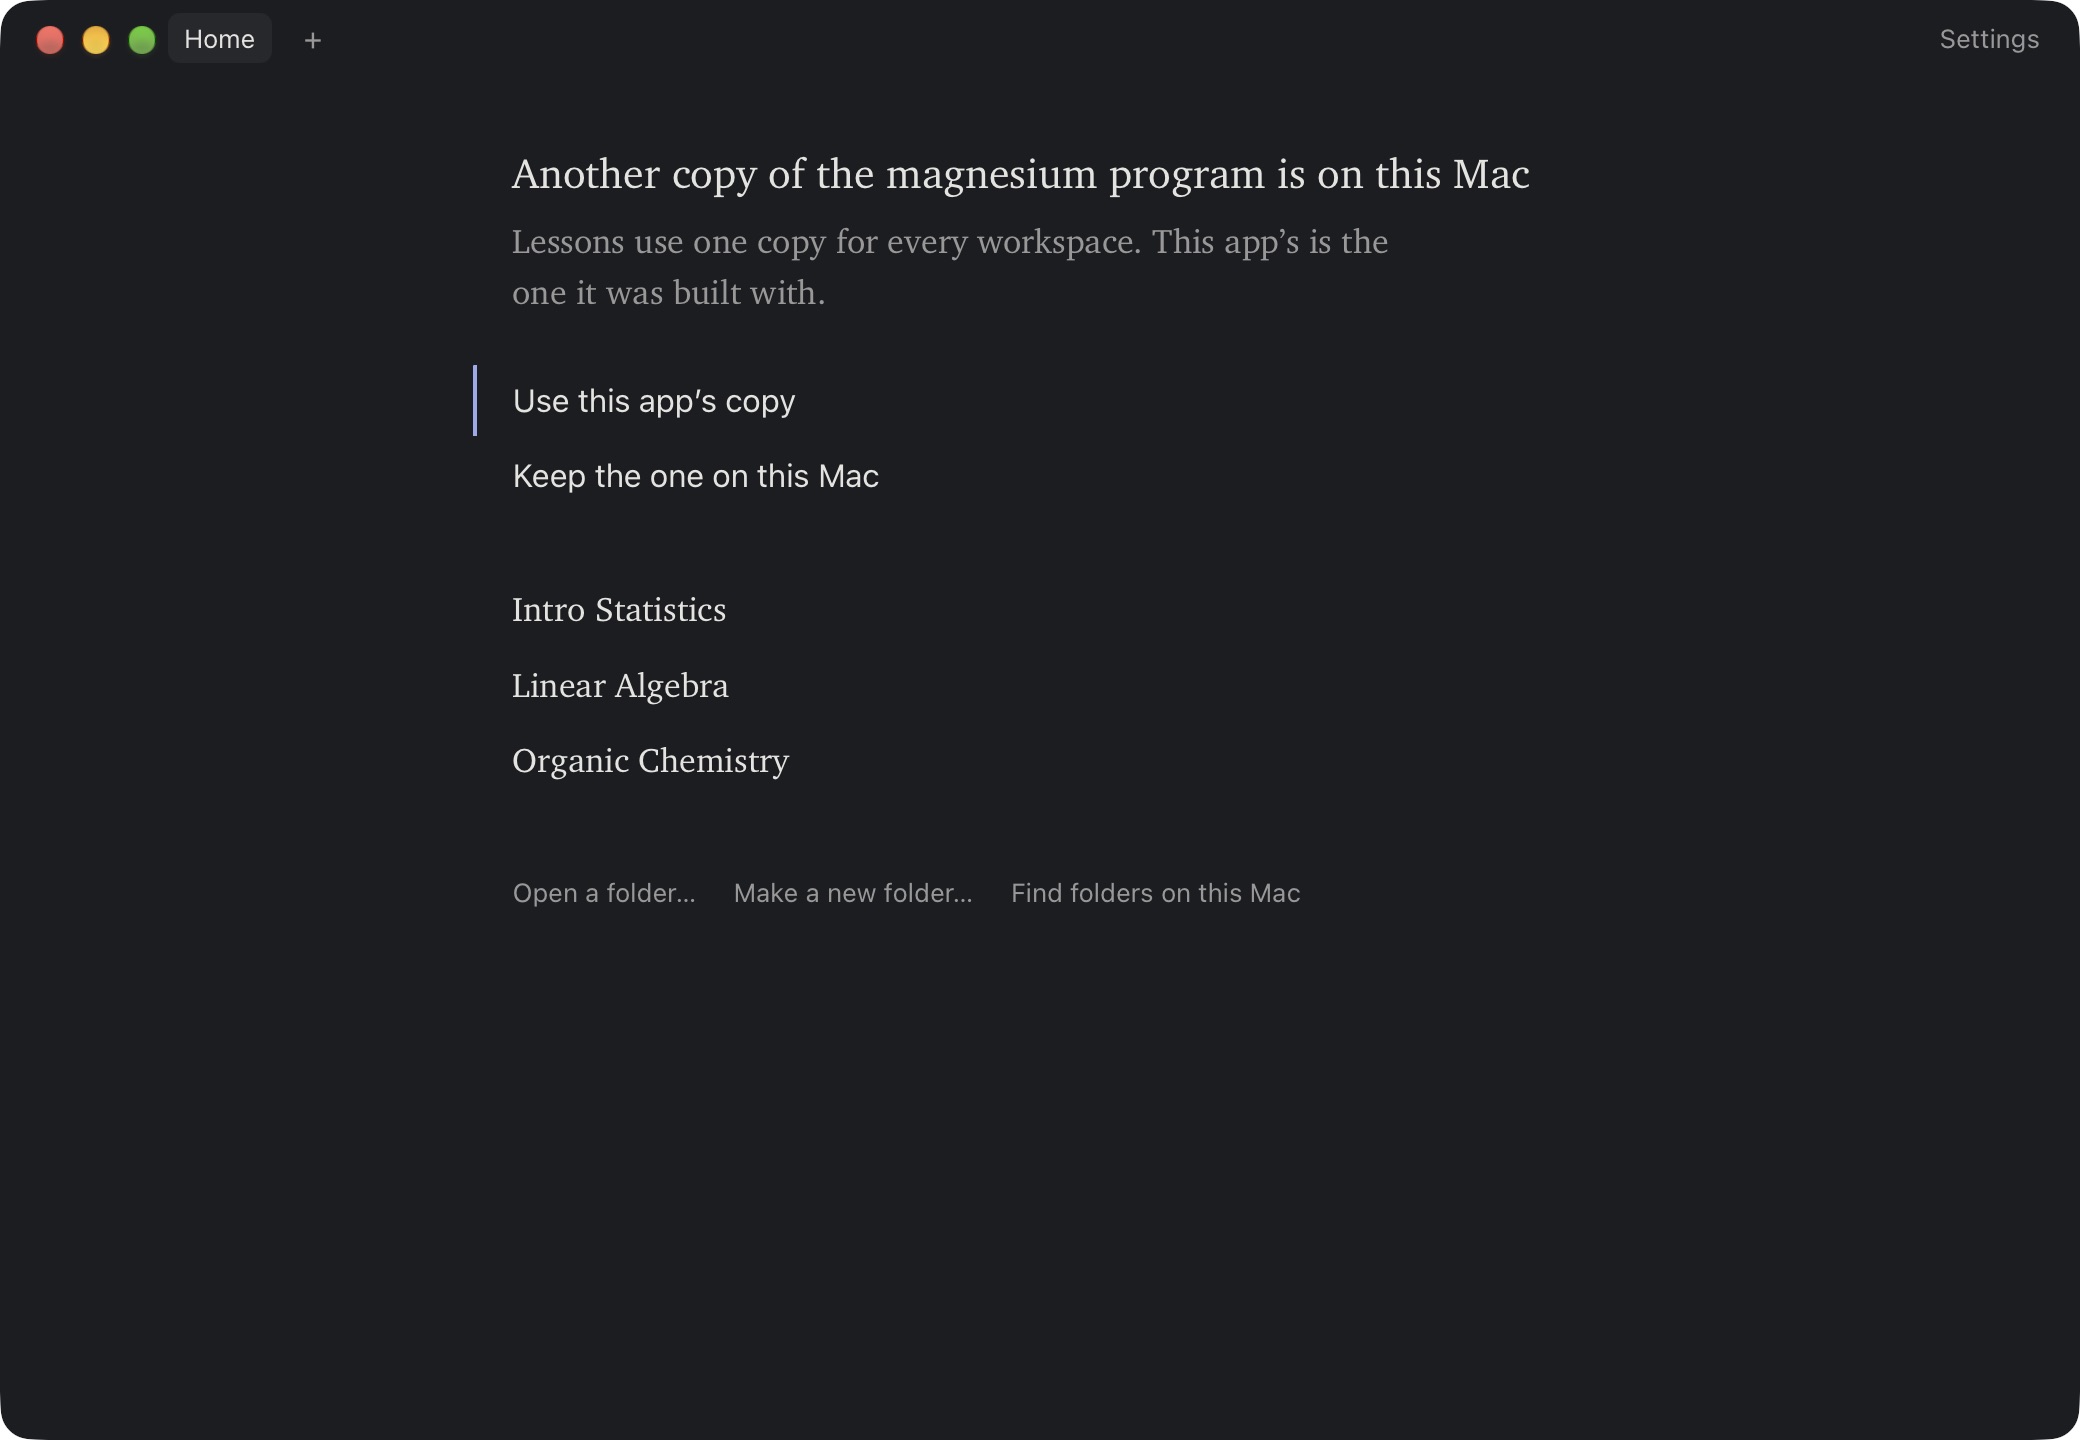 Home
+
Settings
Another copy of the magnesium program is on this Mac
Lessons use one copy for every workspace. This app’s is the
one it was built with.
Use this app’s copy
Keep the one on this Mac
Intro Statistics
Linear Algebra
Organic Chemistry
Open a folder... Make a new folder... Find folders on this Mac